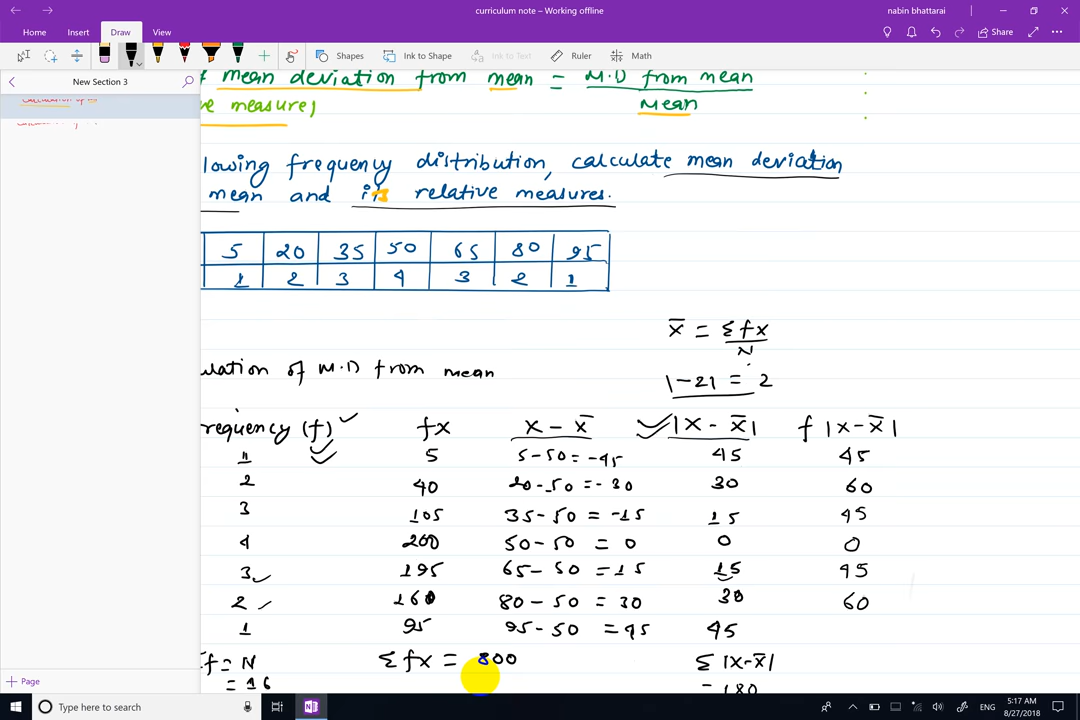 curriculum note – Working offline
nabin bhattarai
Home Insert Draw View
Share
Shapes Ink to Shape Ink to Text Ruler Math
New Section 3
mean deviation from mean = M.D from mean
Mean
ve measure;
lowing frequency distribution, calculate mean deviation
mean and its relative measures.
5 20 35 50 65 80 95
1 2 3 4 3 2 1
x̄ = Σfx
N
|-2| = 2
ulation of M.D from mean
requency (f) fx X - x̄ |X - x̄| f |X - x̄|
1 5 5-50 = -45 45 45
2 40 20-50 = -30 30 60
3 105 35-50 = -15 15 45
4 200 50-50 = 0 0 0
3 195 65-50 = 15 15 45
2 160 80-50 = 30 30 60
1 95 95-50 = 45 45
f = N Σfx = 800 Σ|X-x̄|
= 16 = 180
Page
Type here to search
ENG
5:17 AM
8/27/2018